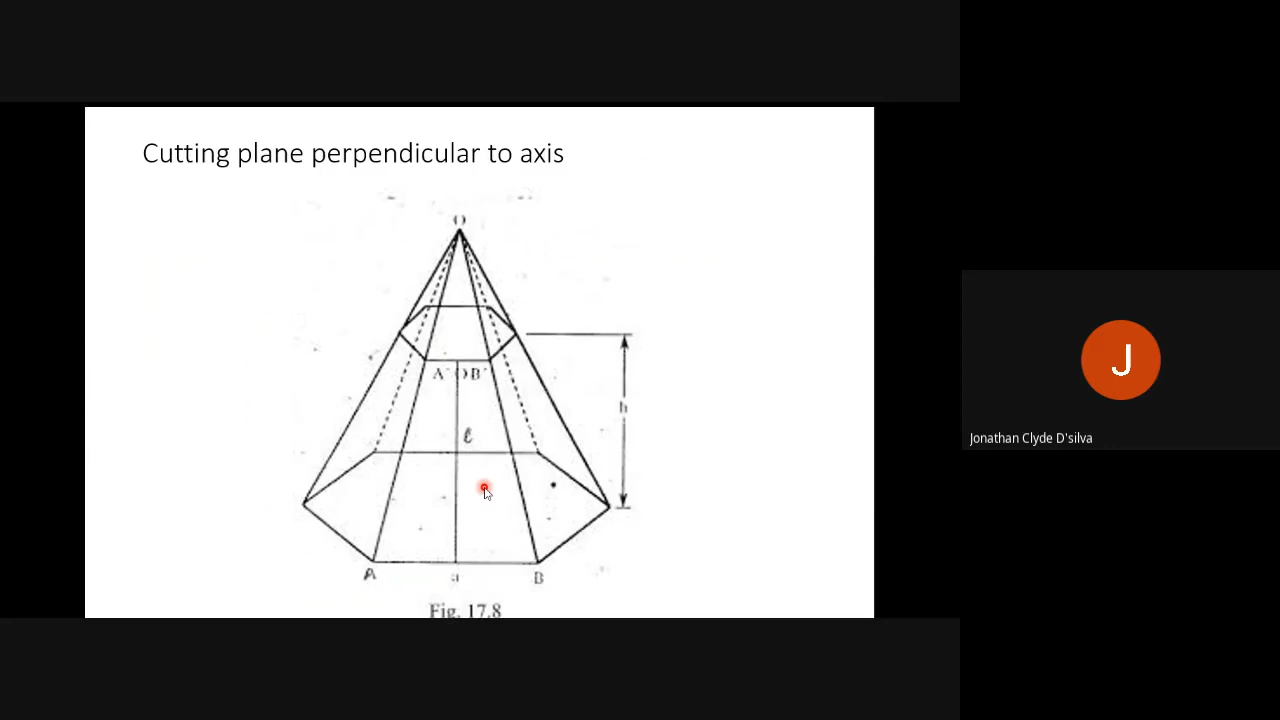 Cutting plane perpendicular to axis
O
A' O B'
h
ℓ
A a B
Fig. 17.8
J
Jonathan Clyde D'silva